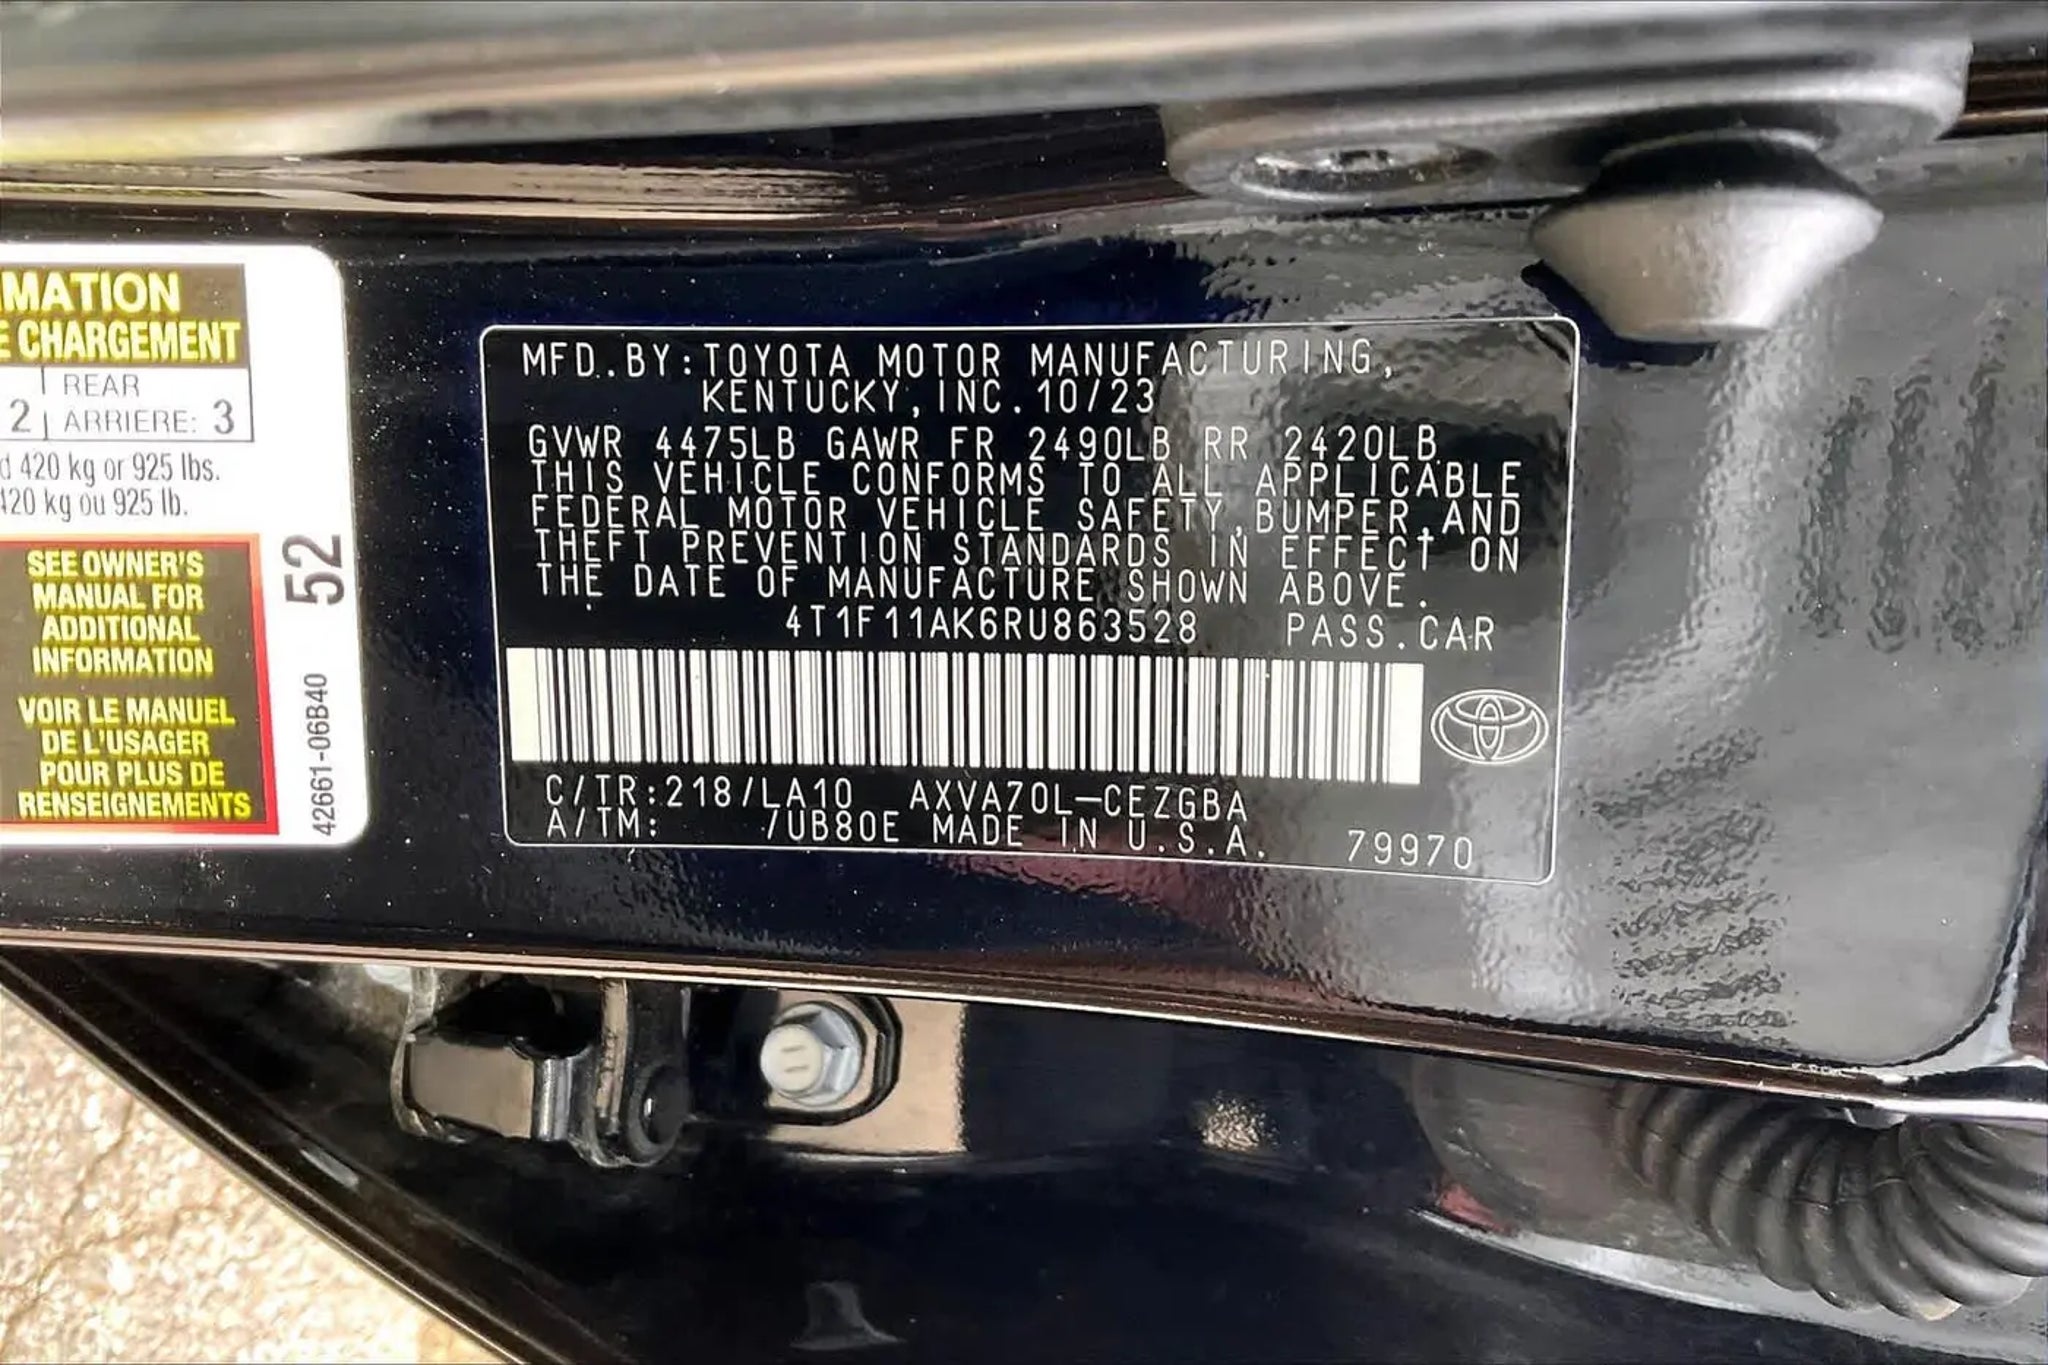 MATION
E CHARGEMENT
2 REAR
ARRIÈRE: 3
420 kg or 925 lbs.
420 kg ou 925 lb.
SEE OWNER'S
MANUAL FOR
ADDITIONAL
INFORMATION
VOIR LE MANUEL
DE L'USAGER
POUR PLUS DE
RENSEIGNEMENTS
52
42661-06B40
MFD.BY:TOYOTA MOTOR MANUFACTURING,
KENTUCKY,INC.10/23
GVWR 4475LB GAWR FR 2490LB RR 2420LB
THIS VEHICLE CONFORMS TO ALL APPLICABLE
FEDERAL MOTOR VEHICLE SAFETY,BUMPER,AND
THEFT PREVENTION STANDARDS IN EFFECT ON
THE DATE OF MANUFACTURE SHOWN ABOVE.
4T1F11AK6RU863528 PASS.CAR
C/TR:218/LA10 AXVA70L-CEZGBA
A/TM: /UB80E MADE IN U.S.A. 79970